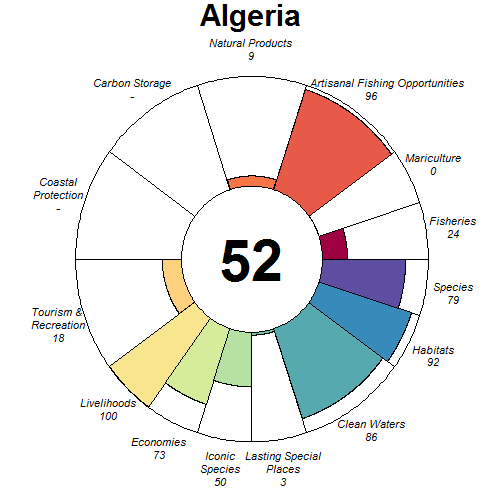 Algeria
Natural Products
9
Carbon Storage
-
Artisanal Fishing Opportunities
96
Mariculture
0
Coastal
Protection
-
Fisheries
24
52
Species
79
Tourism &
Recreation
18
Habitats
92
Livelihoods
100
Clean Waters
86
Economies
73
Iconic
Species
50
Lasting Special
Places
3